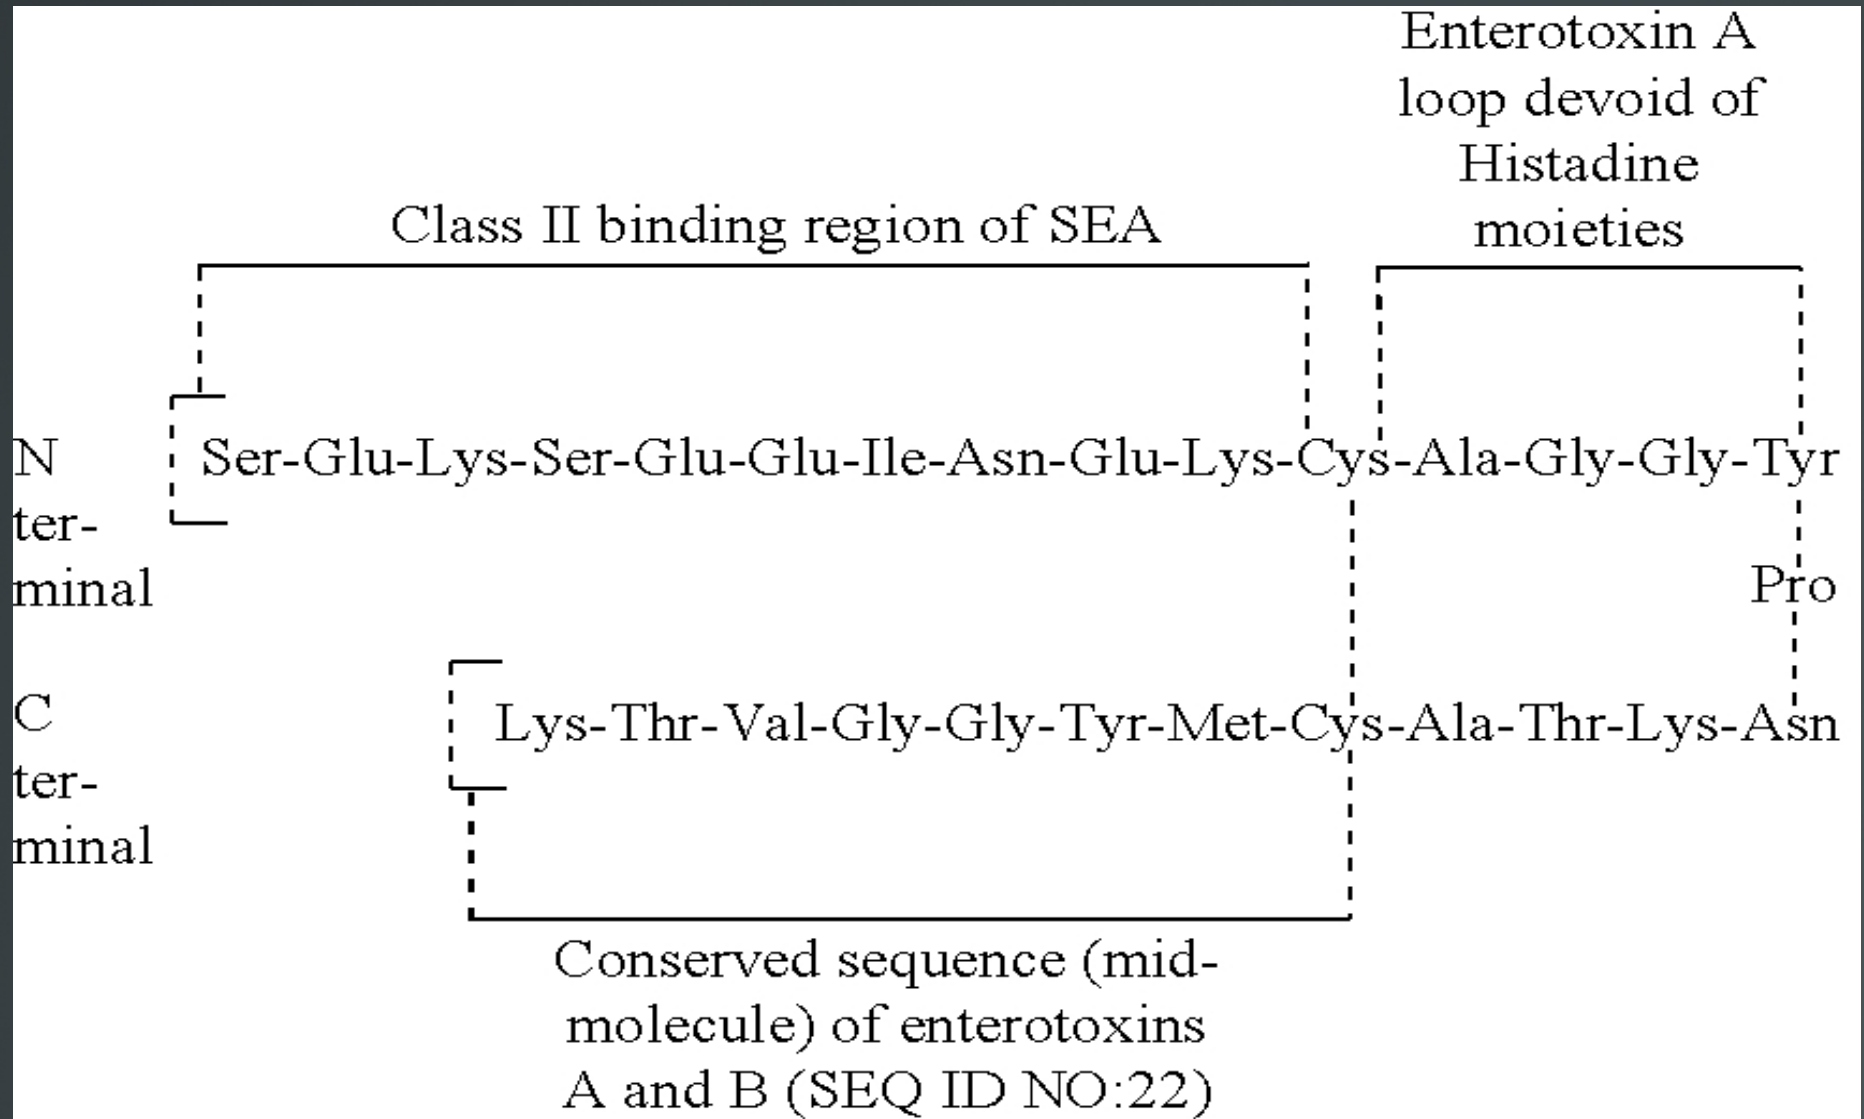 Enterotoxin A
loop devoid of
Histadine
moieties
Class II binding region of SEA
N
ter-
minal
Ser-Glu-Lys-Ser-Glu-Glu-Ile-Asn-Glu-Lys-Cys-Ala-Gly-Gly-Tyr
Pro
C
ter-
minal
Lys-Thr-Val-Gly-Gly-Tyr-Met-Cys-Ala-Thr-Lys-Asn
Conserved sequence (mid-
molecule) of enterotoxins
A and B (SEQ ID NO:22)